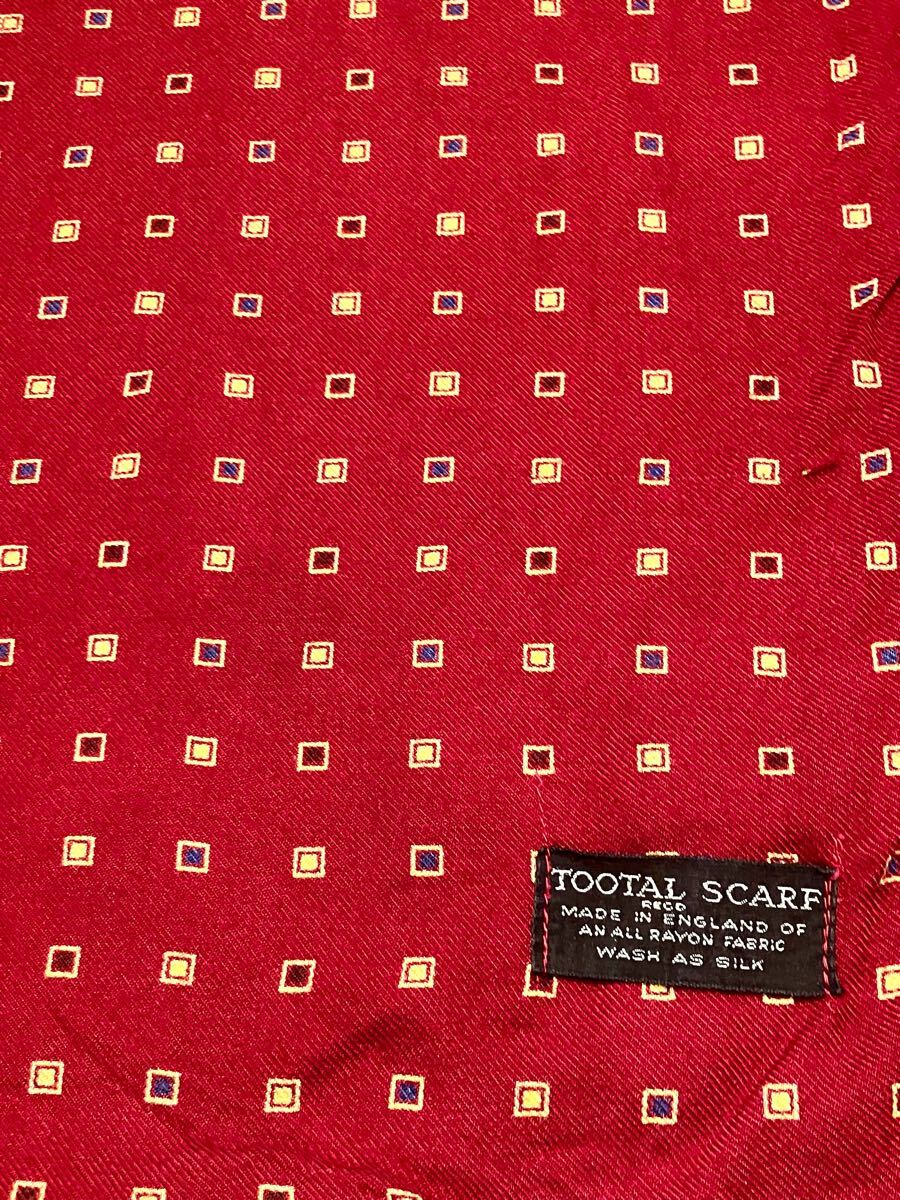 TOOTAL SCARF
REGD
MADE IN ENGLAND OF
AN ALL RAYON FABRIC
WASH AS SILK